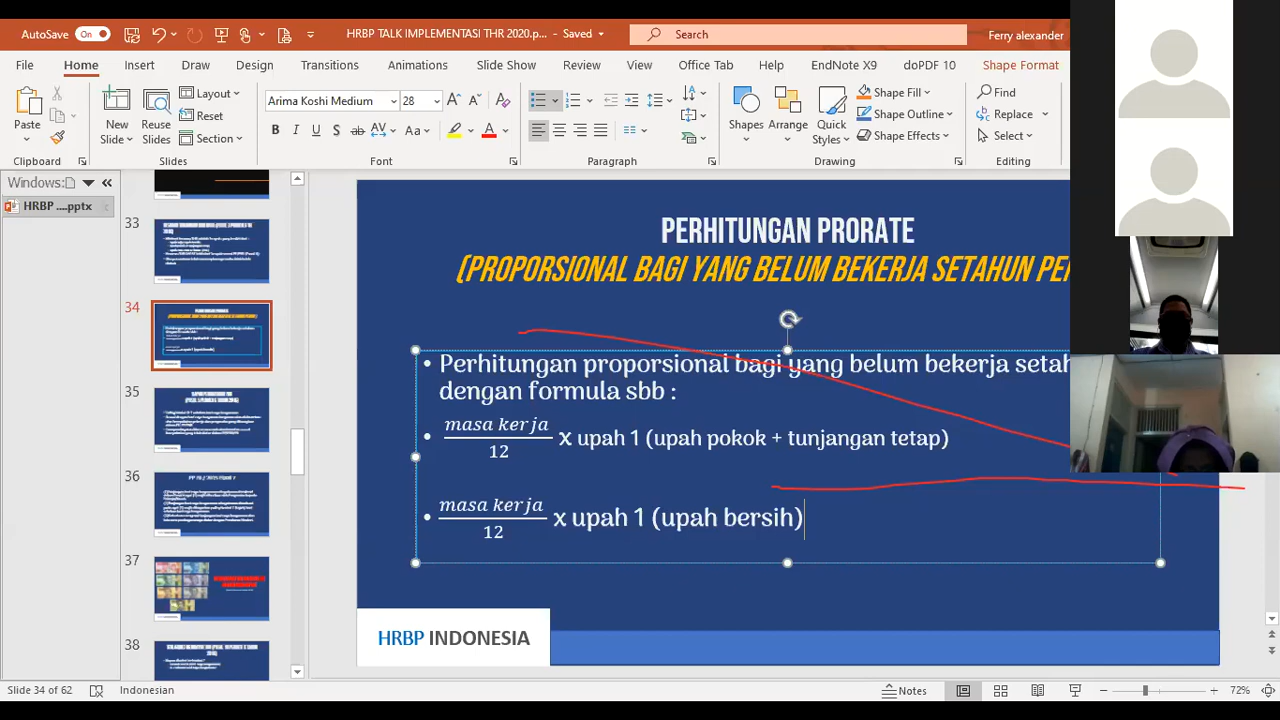 AutoSave On HRBP TALK IMPLEMENTASI THR 2020.p... - Saved Search Ferry alexander
File Home Insert Draw Design Transitions Animations Slide Show Review View Office Tab Help EndNote X9 doPDF 10 Shape Format
Paste New Slide Reuse Slides Layout Reset Section
Arima Koshi Medium 28
B I U S ab AV Aa A
Shapes Arrange Quick Styles Shape Fill Shape Outline Shape Effects
Find Replace Select
Clipboard Slides Font Paragraph Drawing Editing
Windows:
HRBP ....pptx
33
34
35
36
37
38
PERHITUNGAN PRORATE
(PROPORSIONAL BAGI YANG BELUM BEKERJA SETAHUN PE
• Perhitungan proporsional bagi yang belum bekerja setah
dengan formula sbb :
• masa kerja
12
x upah 1 (upah pokok + tunjangan tetap)
• masa kerja
12
x upah 1 (upah bersih)
HRBP INDONESIA
Slide 34 of 62 Indonesian Notes 72%